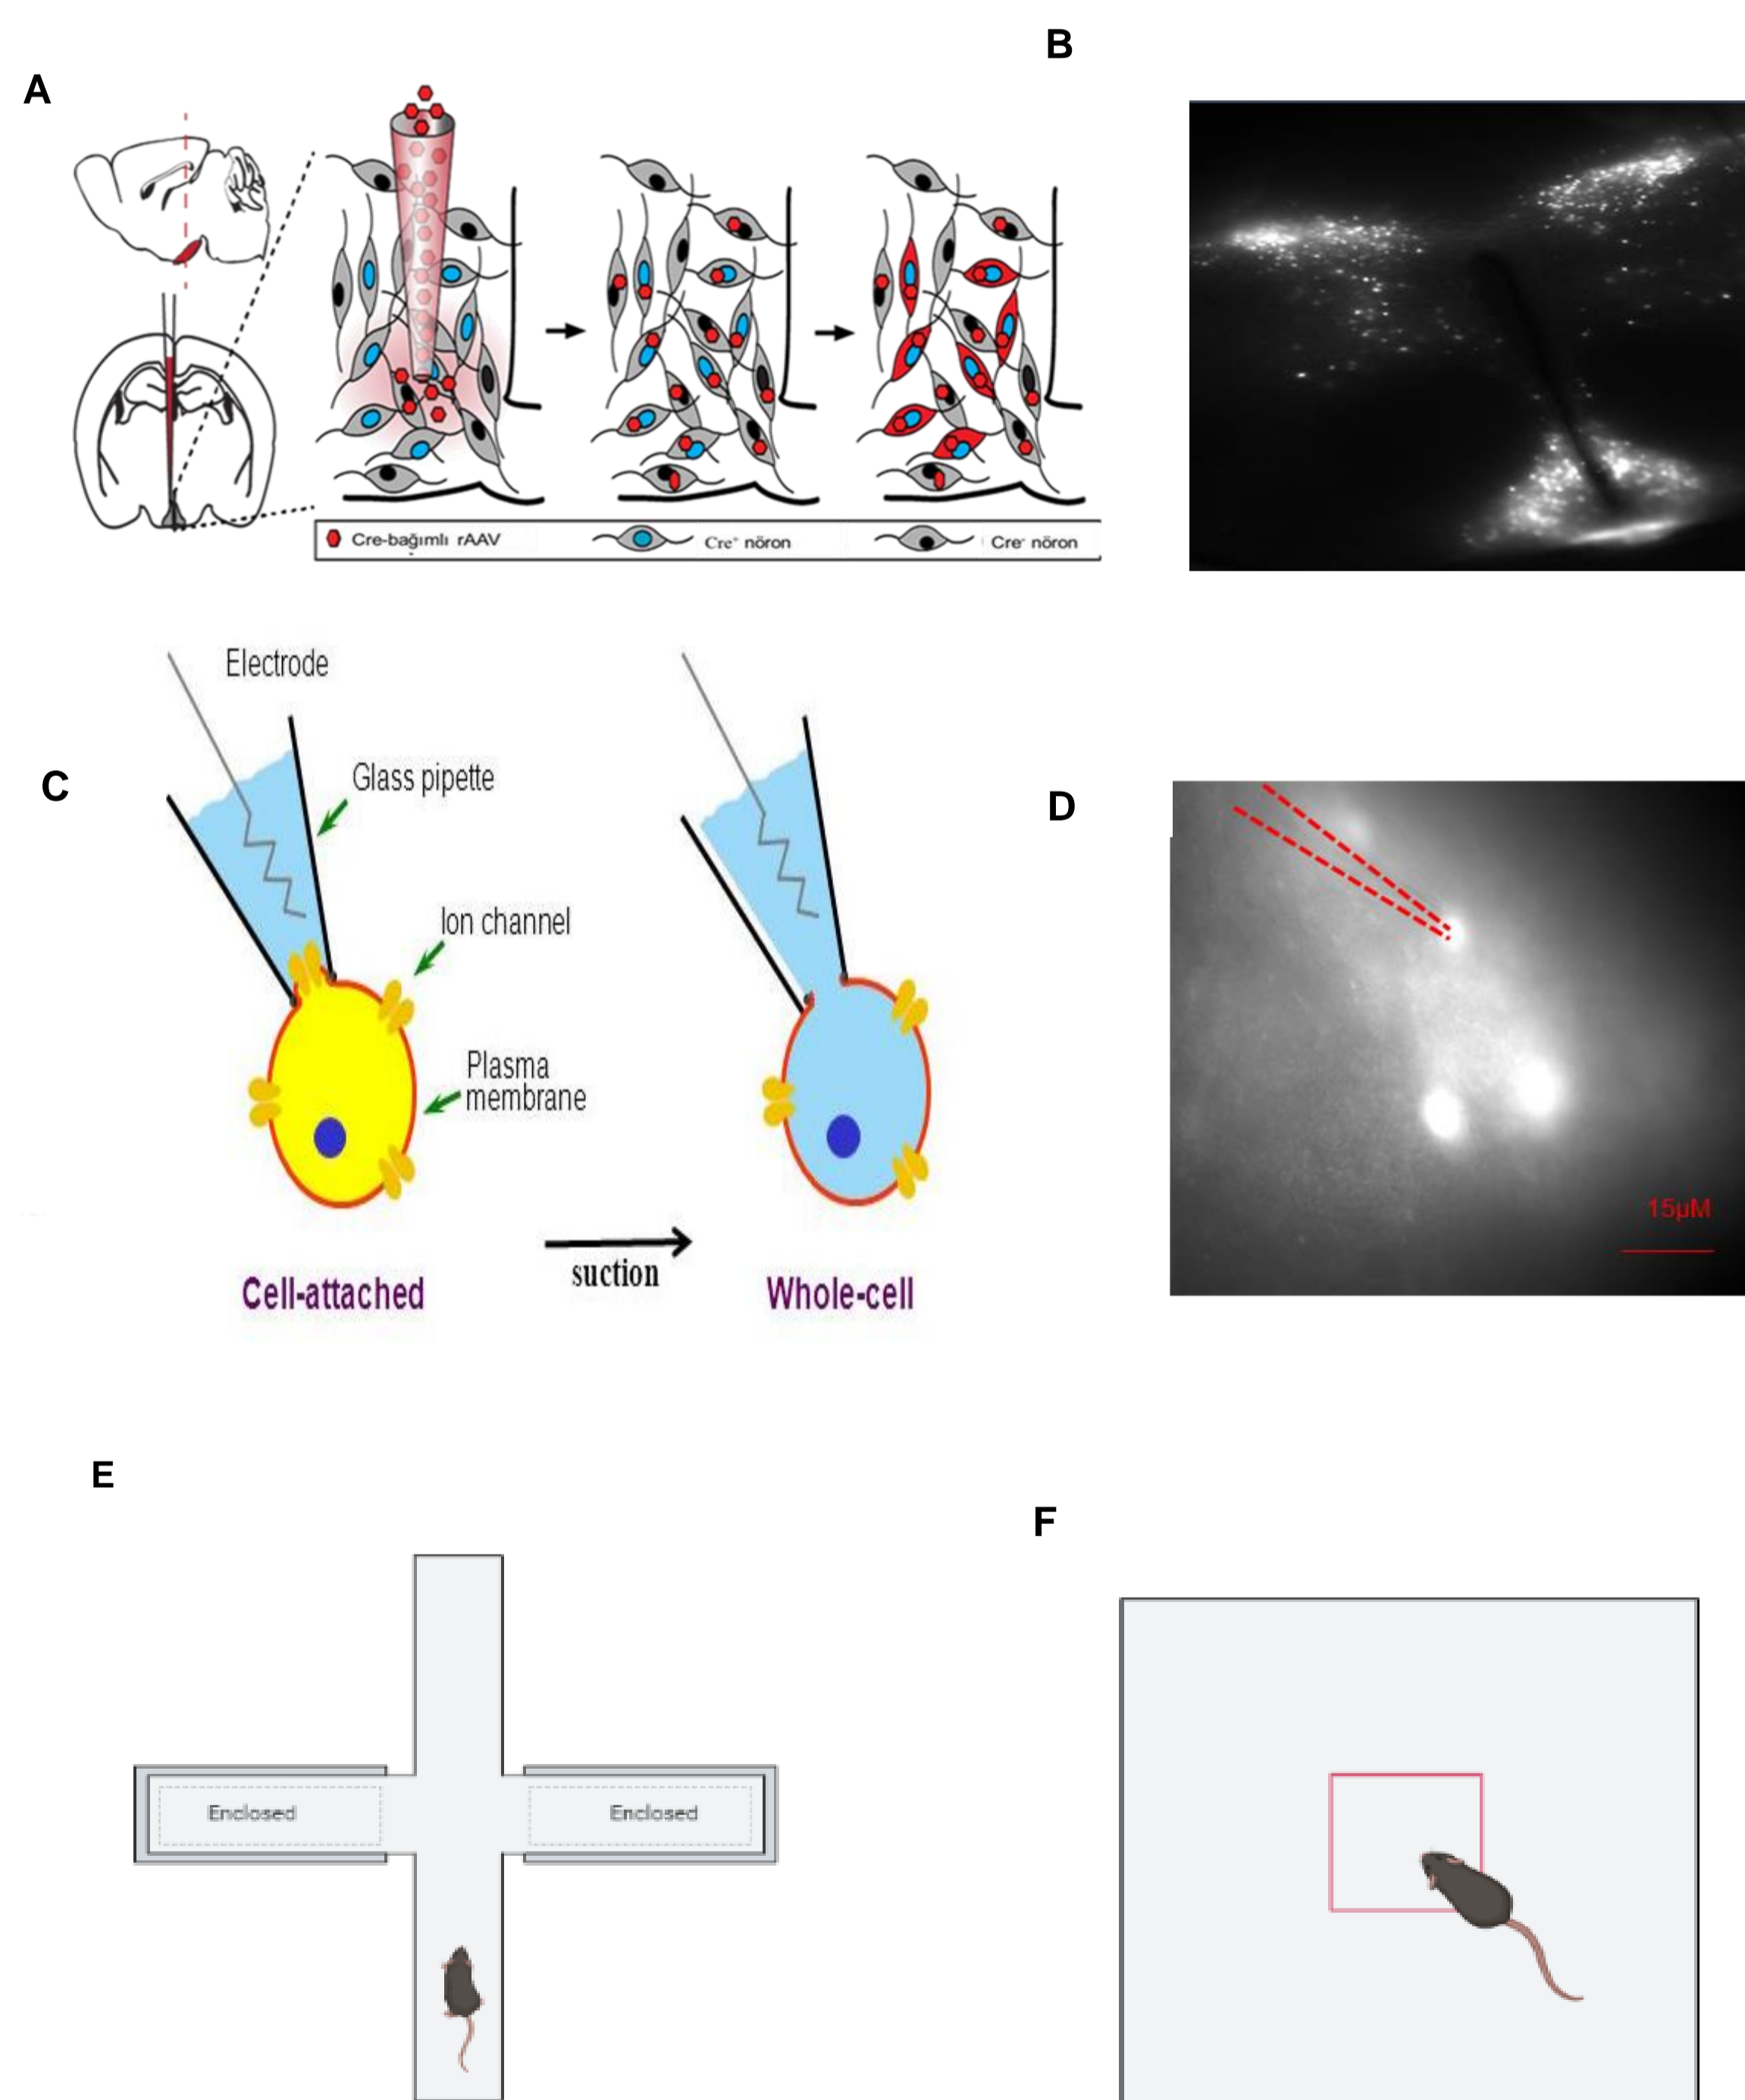 A
B
Cre-bağımlı rAAV
Cre⁺ nöron
Cre⁻ nöron
C
Electrode
Glass pipette
Ion channel
Plasma
membrane
suction
Cell-attached
Whole-cell
D
15µM
E
Enclosed
Enclosed
F